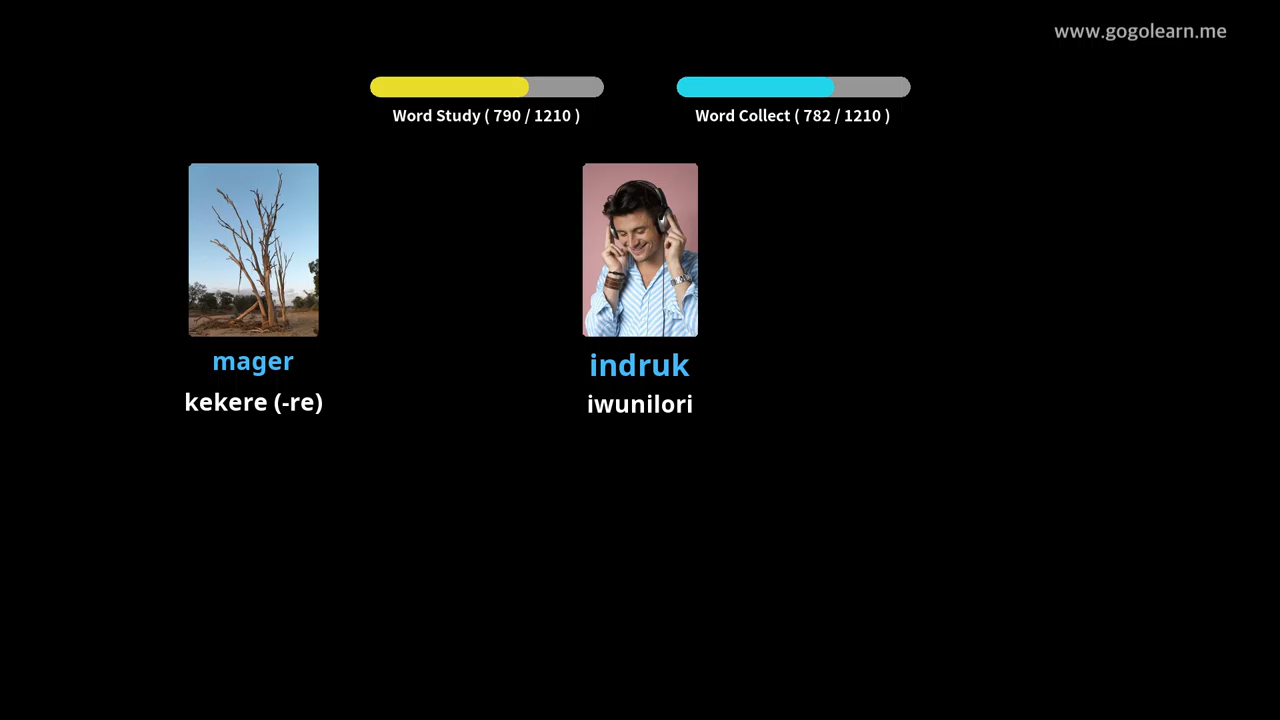 www.gogolearn.me
Word Study ( 790 / 1210 )
Word Collect ( 782 / 1210 )
mager
kekere (-re)
indruk
iwunilori